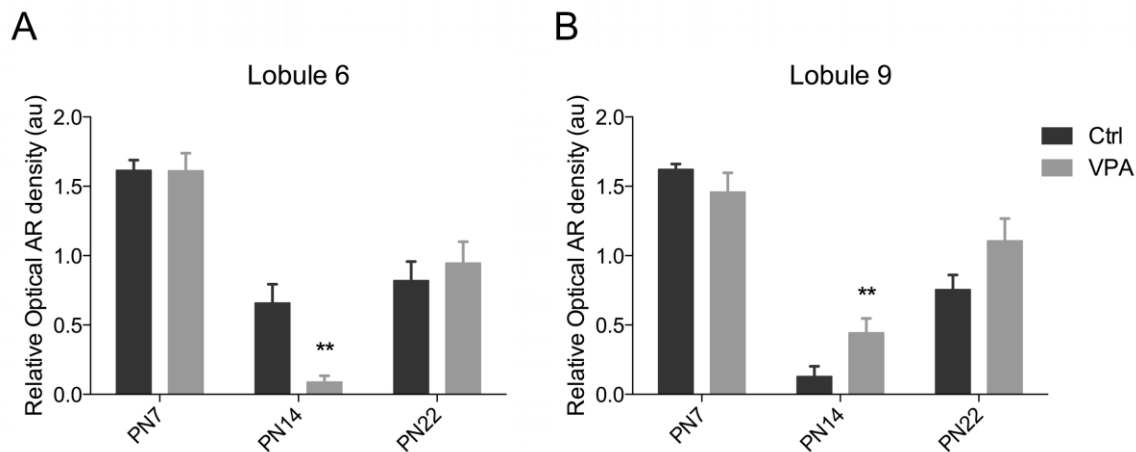 A
Lobule 6
Relative Optical AR density (au)
2.0
1.5
1.0
0.5
0.0
**
PN7
PN14
PN22
B
Lobule 9
Relative Optical AR density (au)
2.0
1.5
1.0
0.5
0.0
**
PN7
PN14
PN22
Ctrl
VPA